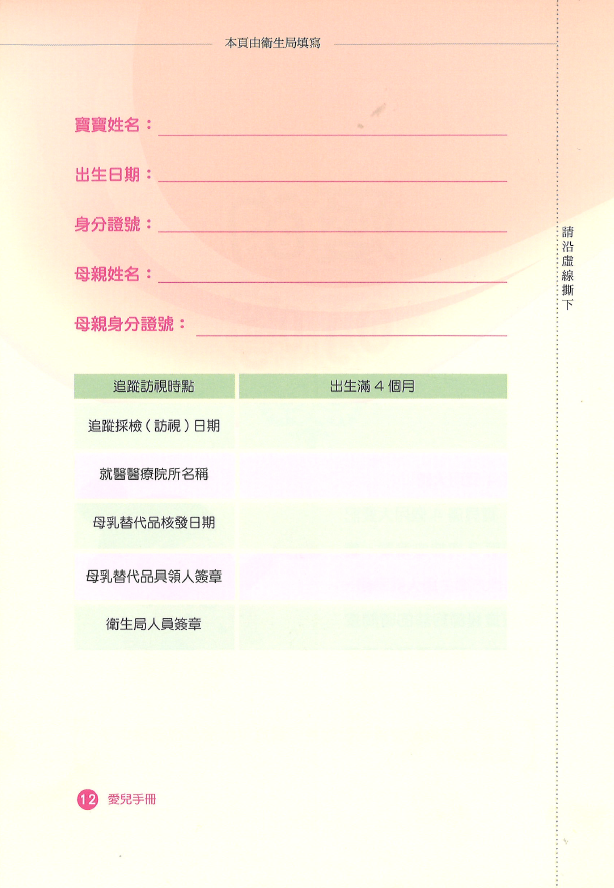 本頁由衛生局填寫
寶寶姓名：
出生日期：
身分證號：
母親姓名：
母親身分證號：
追蹤訪視時點 出生滿 4 個月
追蹤採檢（訪視）日期
就醫醫療院所名稱
母乳替代品核發日期
母乳替代品具領人簽章
衛生局人員簽章
請沿虛線撕下
12 愛兒手冊